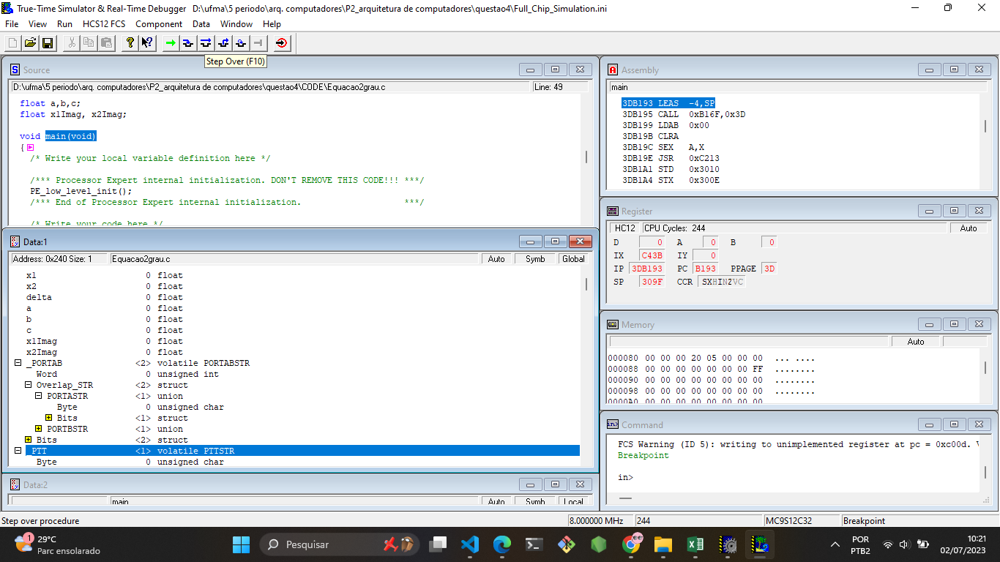 True-Time Simulator & Real-Time Debugger D:\ufma\5 periodo\arq. computadores\P2_arquitetura de computadores\questao4\Full_Chip_Simulation.ini
File View Run HCS12 FCS Component Data Window Help
Step Over (F10)
Source
D:\ufma\5 periodo\arq. computadores\P2_arquitetura de computadores\questao4\CODE\Equacao2grau.c Line: 49
float a,b,c;
float x1Imag, x2Imag;
void main(void)
{
/* Write your local variable definition here */
/*** Processor Expert internal initialization. DON'T REMOVE THIS CODE!!! ***/
PE_low_level_init();
/*** End of Processor Expert internal initialization. ***/
/* Write your code here */
Data:1
Address: 0x240 Size: 1 Equacao2grau.c Auto Symb Global
x1 0 float
x2 0 float
delta 0 float
a 0 float
b 0 float
c 0 float
x1Imag 0 float
x2Imag 0 float
_PORTAB <2> volatile PORTABSTR
Word 0 unsigned int
Overlap_STR <2> struct
PORTASTR <1> union
Byte 0 unsigned char
Bits <1> struct
PORTBSTR <1> union
Bits <2> struct
_PTT <1> volatile PTTSTR
Byte 0 unsigned char
Data:2
main Auto Symb Local
Assembly
main
3DB193 LEAS -4,SP
3DB195 CALL 0xB16F,0x3D
3DB199 LDAB 0x00
3DB19B CLRA
3DB19C SEX A,X
3DB19E JSR 0xC213
3DB1A1 STD 0x3010
3DB1A4 STX 0x300E
Register
HC12 CPU Cycles: 244 Auto
D 0 A 0 B 0
IX C43B IY 0
IP 3DB193 PC B193 PPAGE 3D
SP 309F CCR SXHINZVC
Memory
Auto
000080 00 00 00 20 05 00 00 00 ... ....
000088 00 00 00 00 00 00 00 FF ........
000090 00 00 00 00 00 00 00 00 ........
000098 00 00 00 00 00 00 00 00 ........
0000A0 00 00 00 00 00 00 00 00
Command
FCS Warning (ID 5): writing to unimplemented register at pc = 0xc00d. V
Breakpoint
in>
Step over procedure 8.000000 MHz 244 MC9S12C32 Breakpoint
1
29°C
Parc ensolarado
Pesquisar
POR
PTB2
10:21
02/07/2023